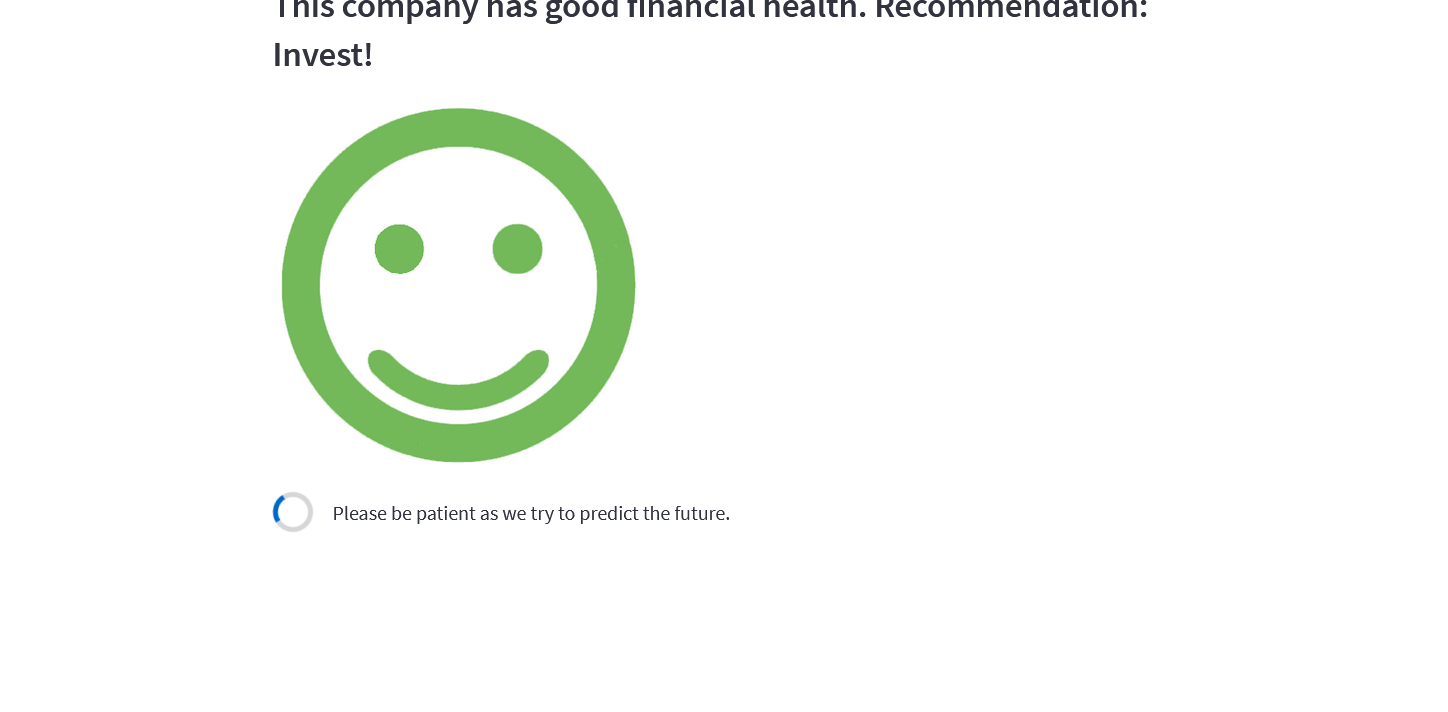 This company has good financial health. Recommendation:
Invest!
Please be patient as we try to predict the future.